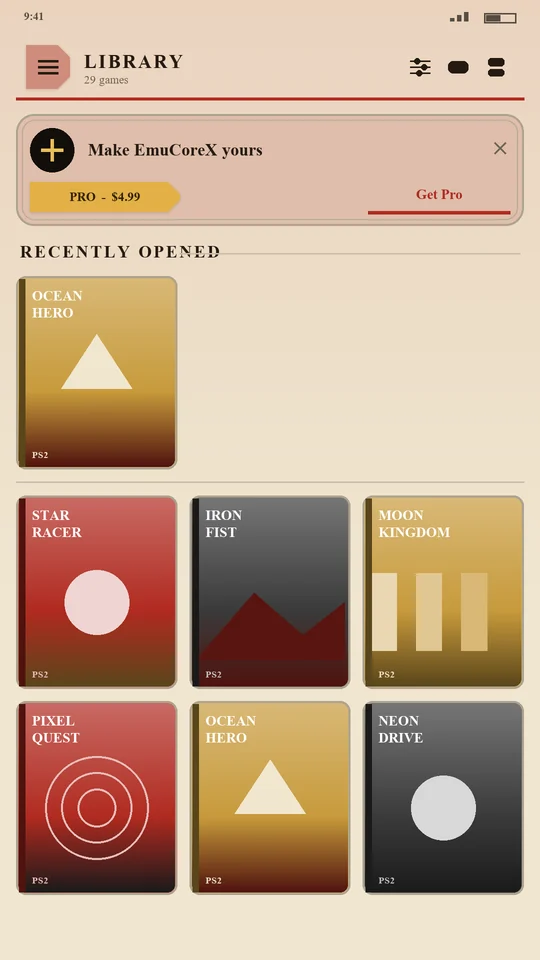 9:41
LIBRARY
29 games
Make EmuCoreX yours
PRO - $4.99
Get Pro
RECENTLY OPENED
OCEAN
HERO
PS2
STAR
RACER
PS2
IRON
FIST
PS2
MOON
KINGDOM
PS2
PIXEL
QUEST
PS2
OCEAN
HERO
PS2
NEON
DRIVE
PS2